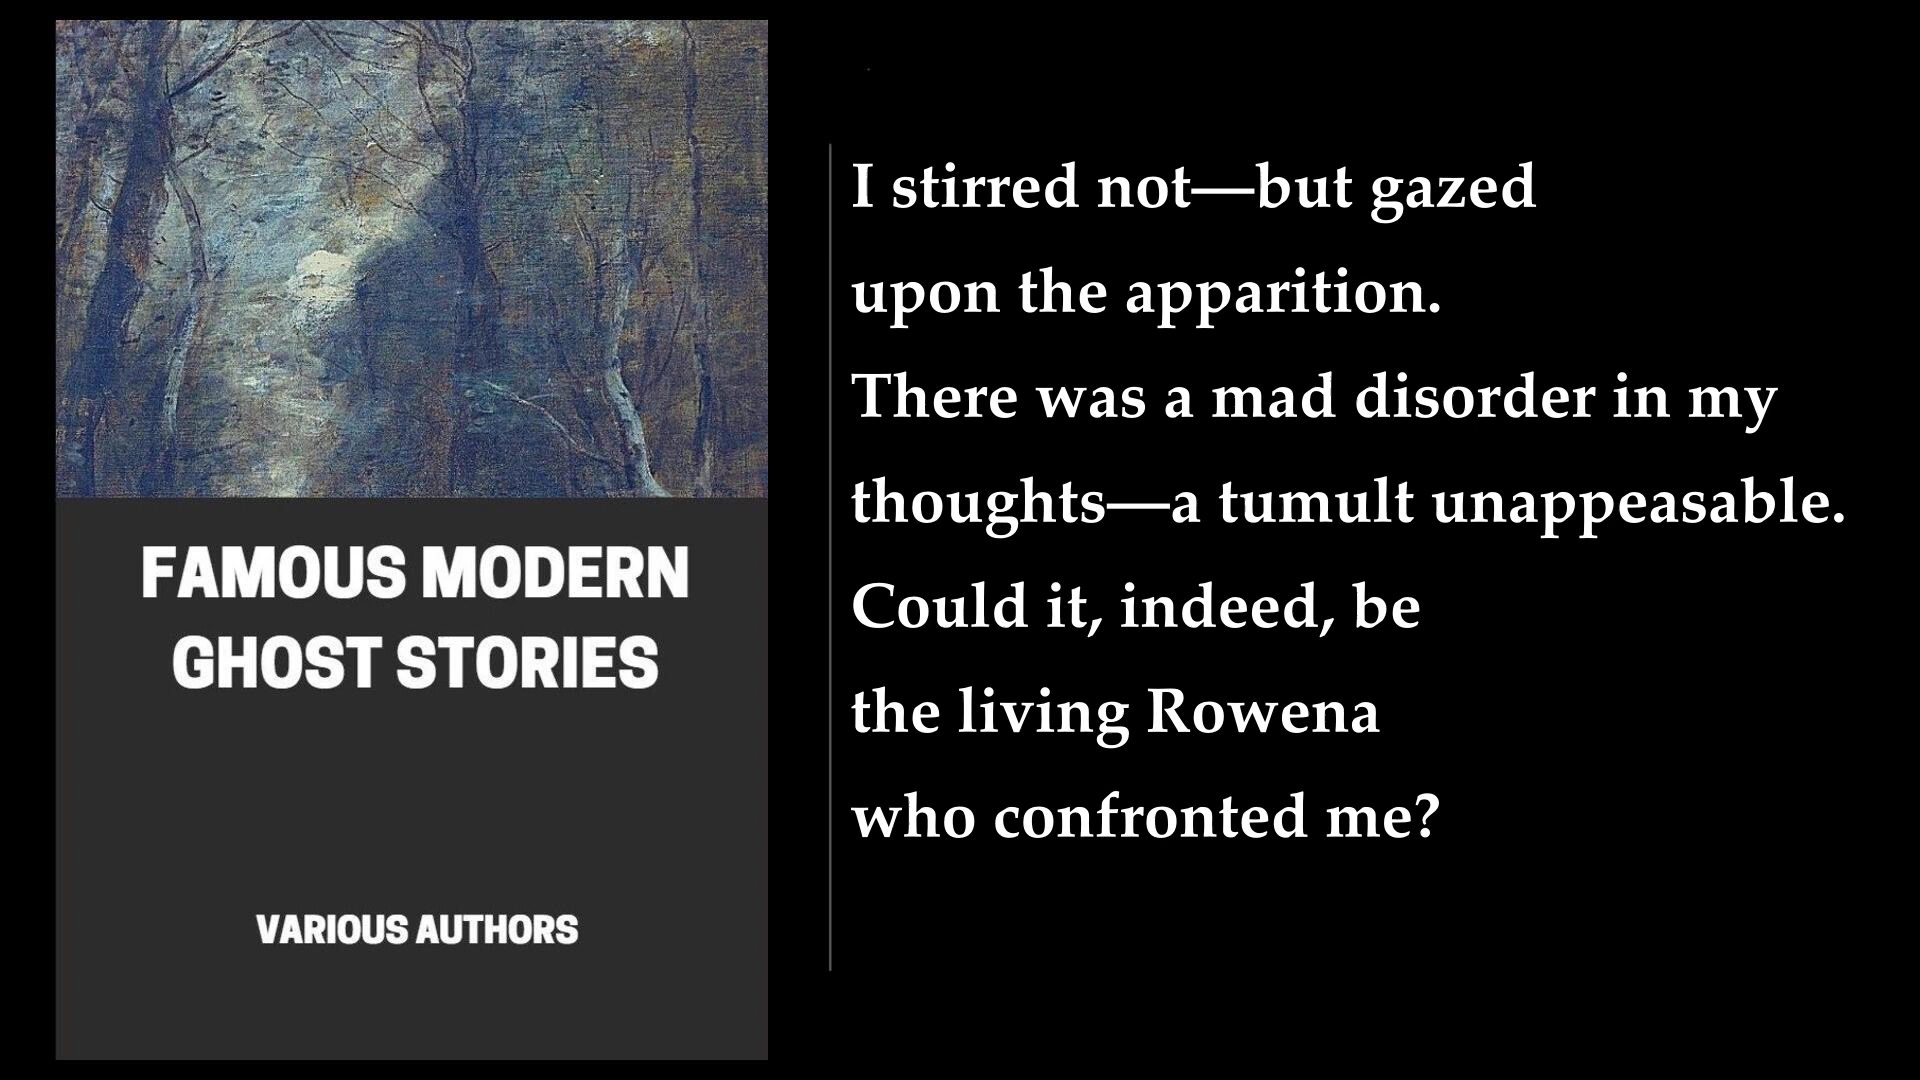 FAMOUS MODERN
GHOST STORIES
VARIOUS AUTHORS
I stirred not—but gazed
upon the apparition.
There was a mad disorder in my
thoughts—a tumult unappeasable.
Could it, indeed, be
the living Rowena
who confronted me?